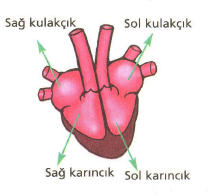 Sağ kulakçık
Sol kulakçık
Sağ karıncık
Sol karıncık